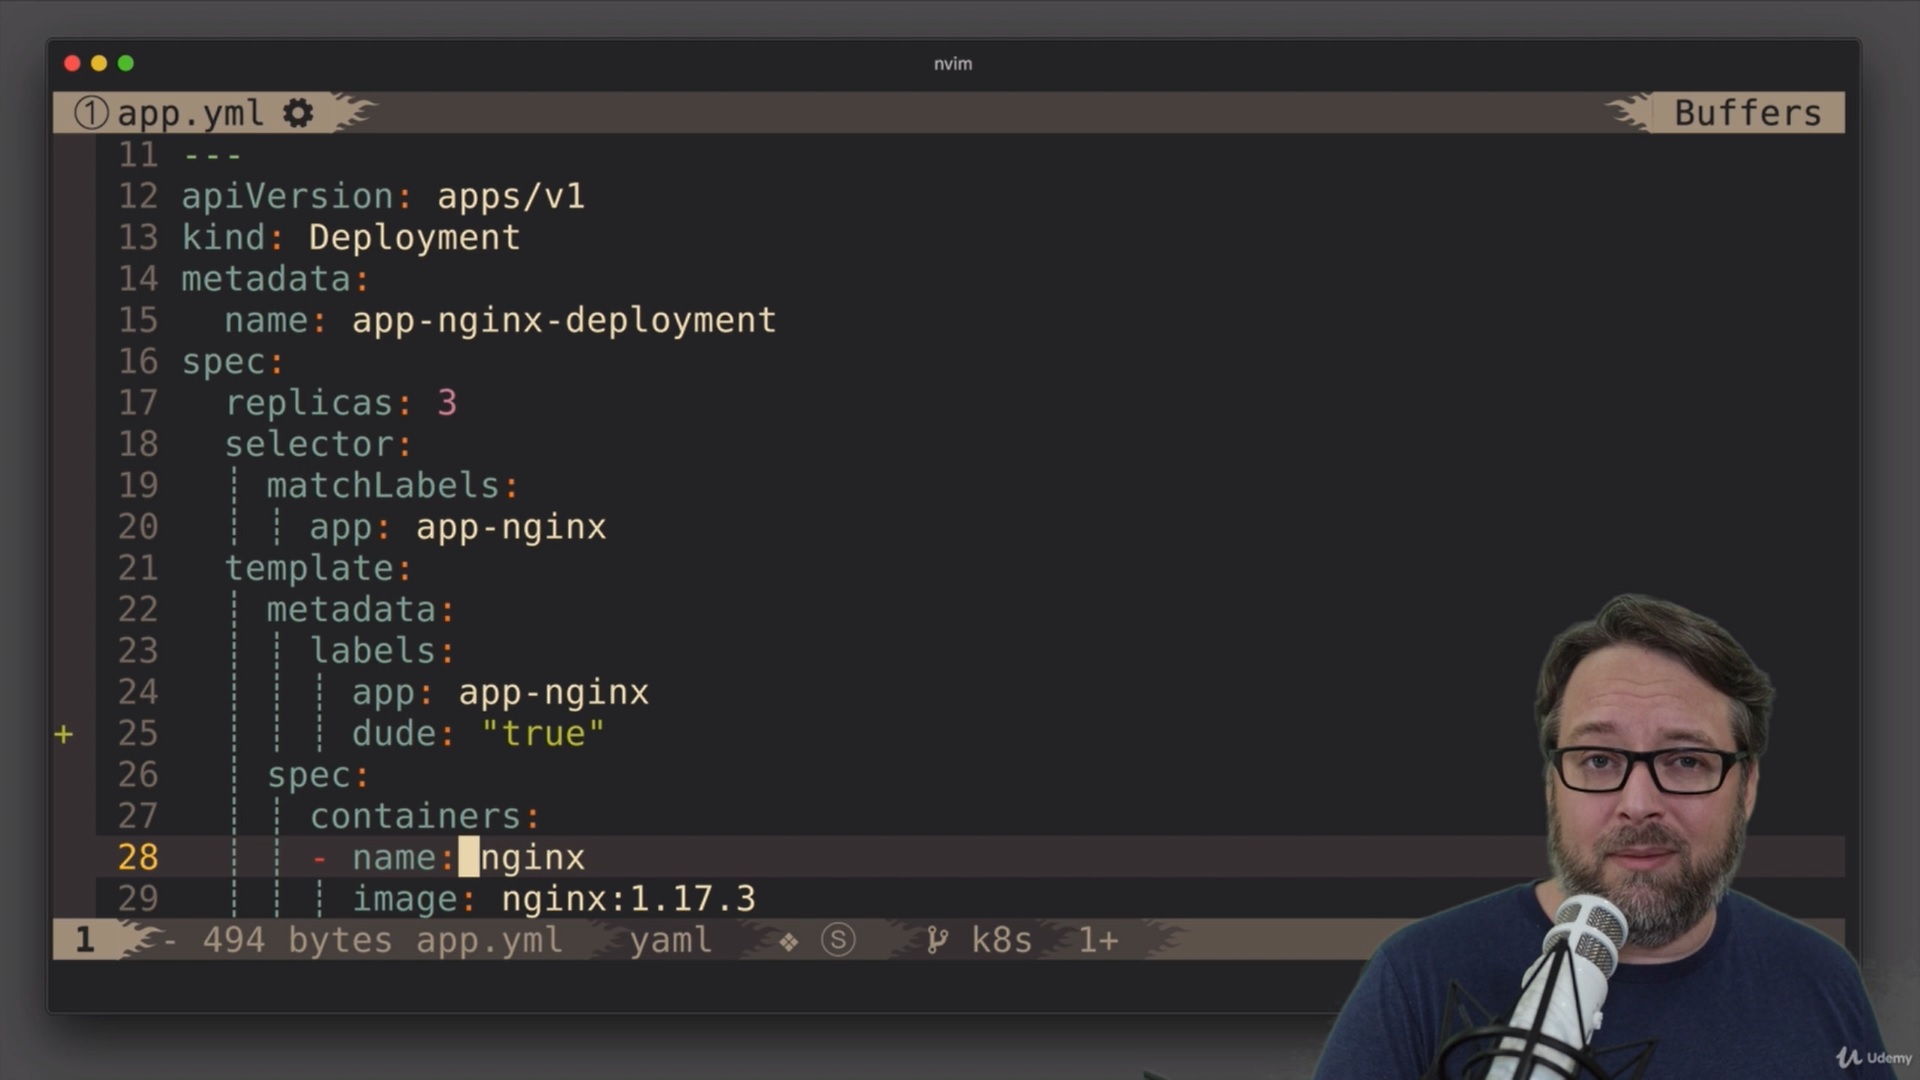 nvim
① app.yml
Buffers
11 ---
12 apiVersion: apps/v1
13 kind: Deployment
14 metadata:
15   name: app-nginx-deployment
16 spec:
17   replicas: 3
18   selector:
19     matchLabels:
20       app: app-nginx
21   template:
22     metadata:
23       labels:
24         app: app-nginx
+ 25         dude: "true"
26     spec:
27       containers:
28       - name: nginx
29         image: nginx:1.17.3
1 - 494 bytes app.yml yaml Ⓢ k8s 1+
Udemy